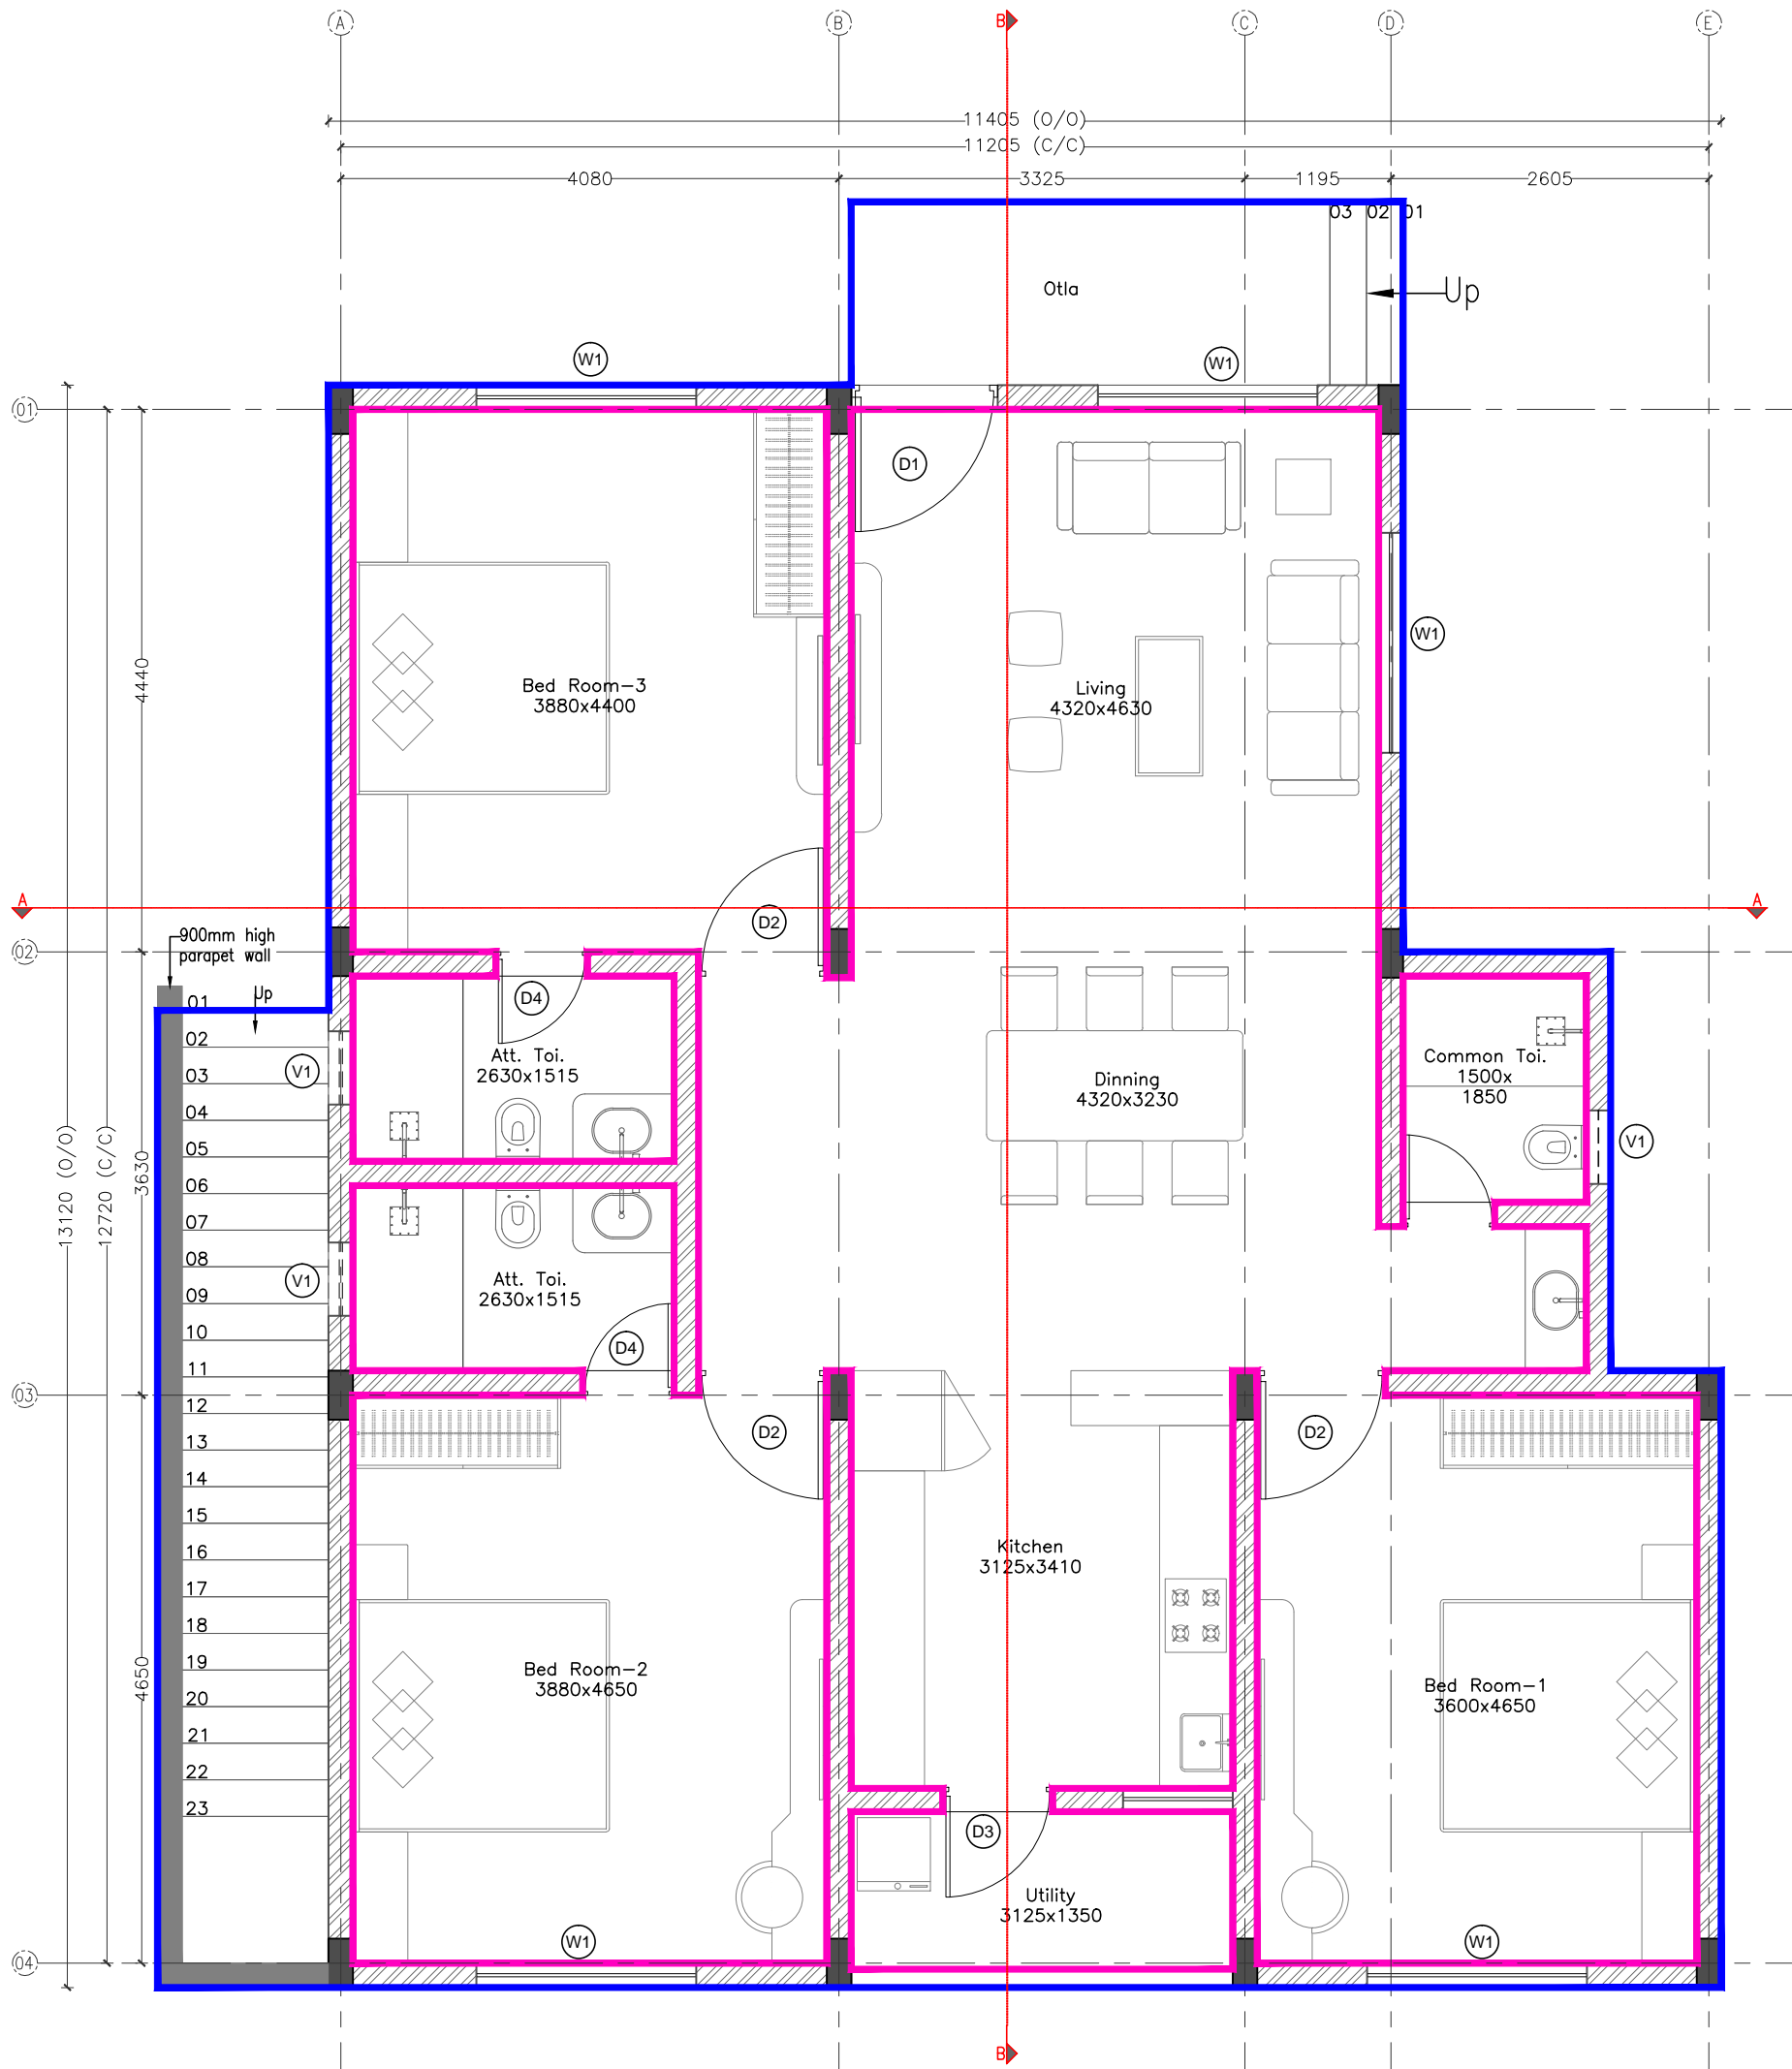 A
B
B
C
D
E
11405 (O/O)
11205 (C/C)
4080
3325
1195
2605
03
02
01
Otla
Up
W1
W1
01
D1
W1
4440
Bed Room-3
3880x4400
Living
4320x4630
A
A
D2
02
900mm high
parapet wall
Up
01
02
03
04
05
06
07
08
09
10
11
12
13
14
15
16
17
18
19
20
21
22
23
D4
V1
Att. Toi.
2630x1515
Dinning
4320x3230
Common Toi.
1500x
1850
V1
13120 (O/O)
12720 (C/C)
3630
V1
Att. Toi.
2630x1515
D4
03
D2
D2
Kitchen
3125x3410
4650
Bed Room-2
3880x4650
Bed Room-1
3600x4650
D3
Utility
3125x1350
W1
W1
04
B